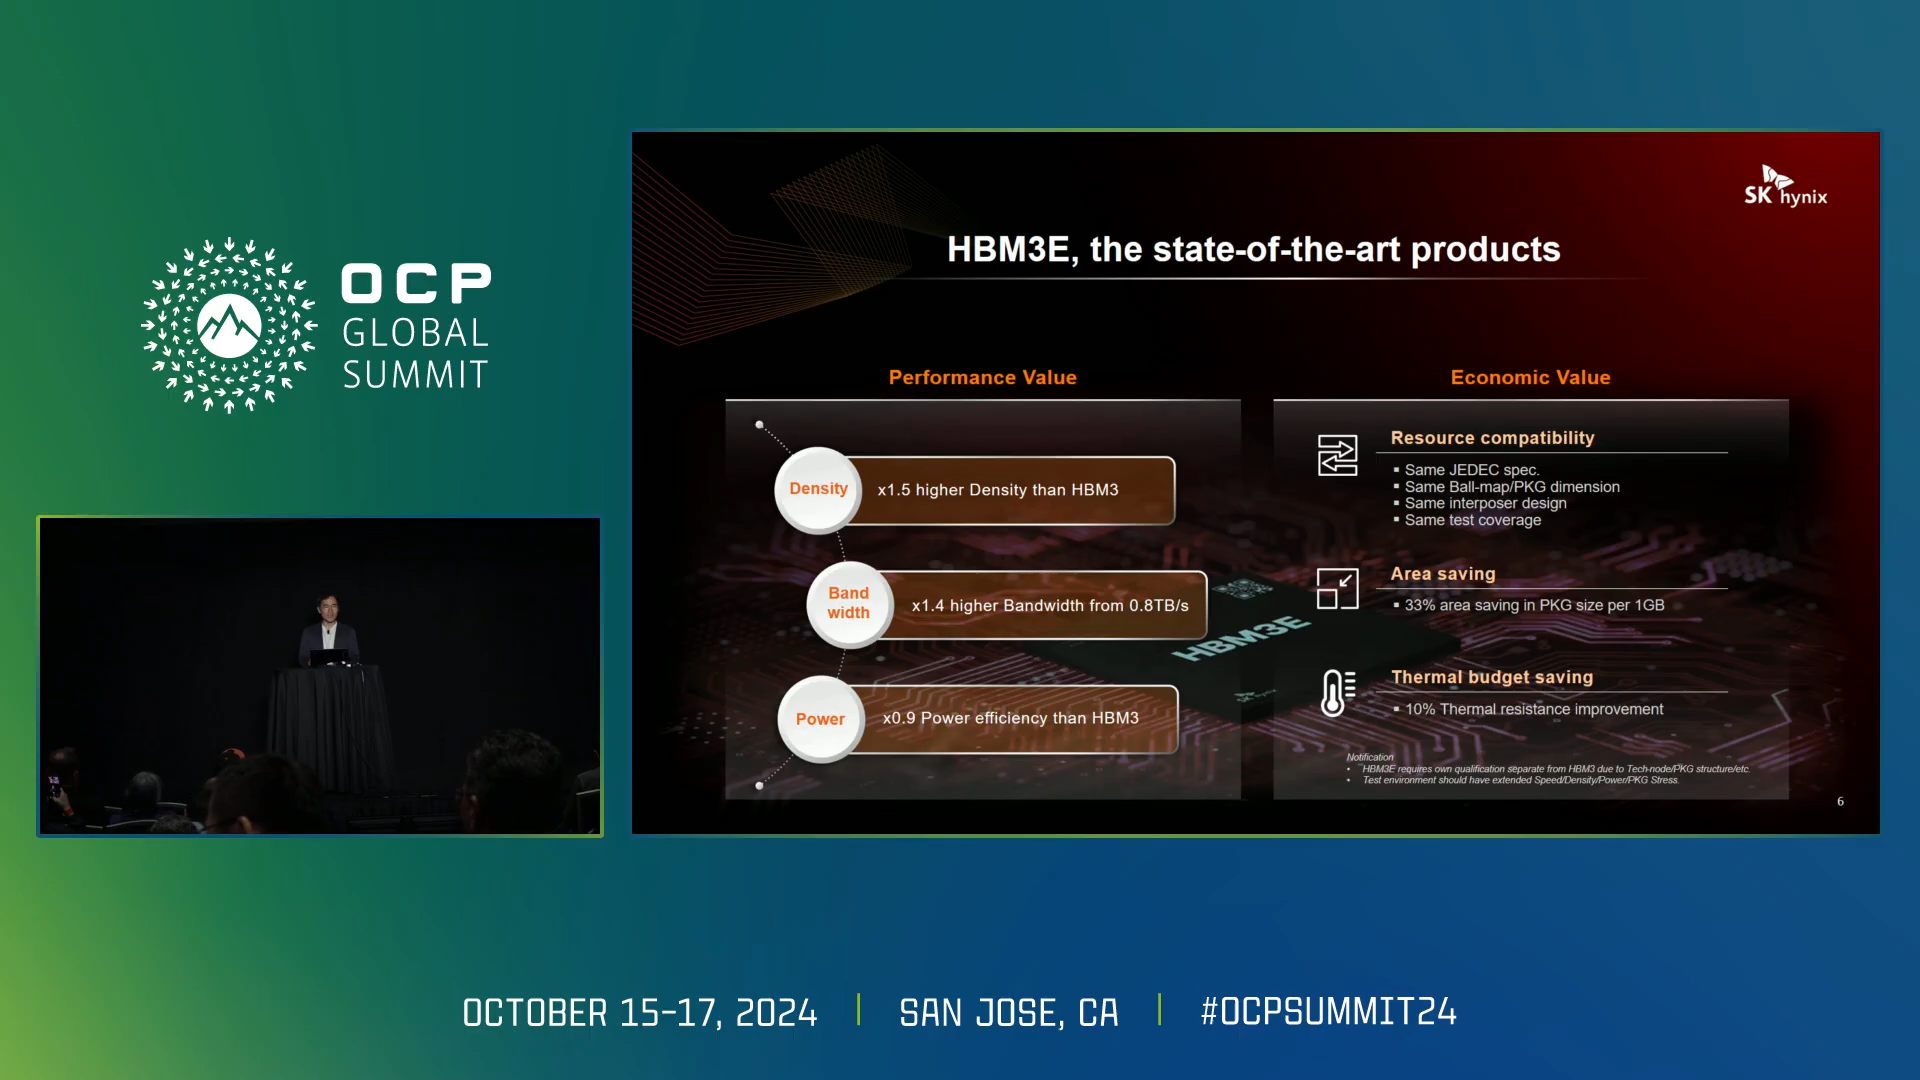 OCP
GLOBAL
SUMMIT
SK hynix
HBM3E, the state-of-the-art products
Performance Value
Density
x1.5 higher Density than HBM3
Band
width
x1.4 higher Bandwidth from 0.8TB/s
Power
x0.9 Power efficiency than HBM3
Economic Value
Resource compatibility
▪ Same JEDEC spec.
▪ Same Ball-map/PKG dimension
▪ Same interposer design
▪ Same test coverage
Area saving
▪ 33% area saving in PKG size per 1GB
Thermal budget saving
▪ 10% Thermal resistance improvement
Notification
• HBM3E requires own qualification separate from HBM3 due to Tech-node/PKG structure/etc.
• Test environment should have extended Speed/Density/Power/PKG Stress.
HBM3E
6
OCTOBER 15-17, 2024 | SAN JOSE, CA | #OCPSUMMIT24